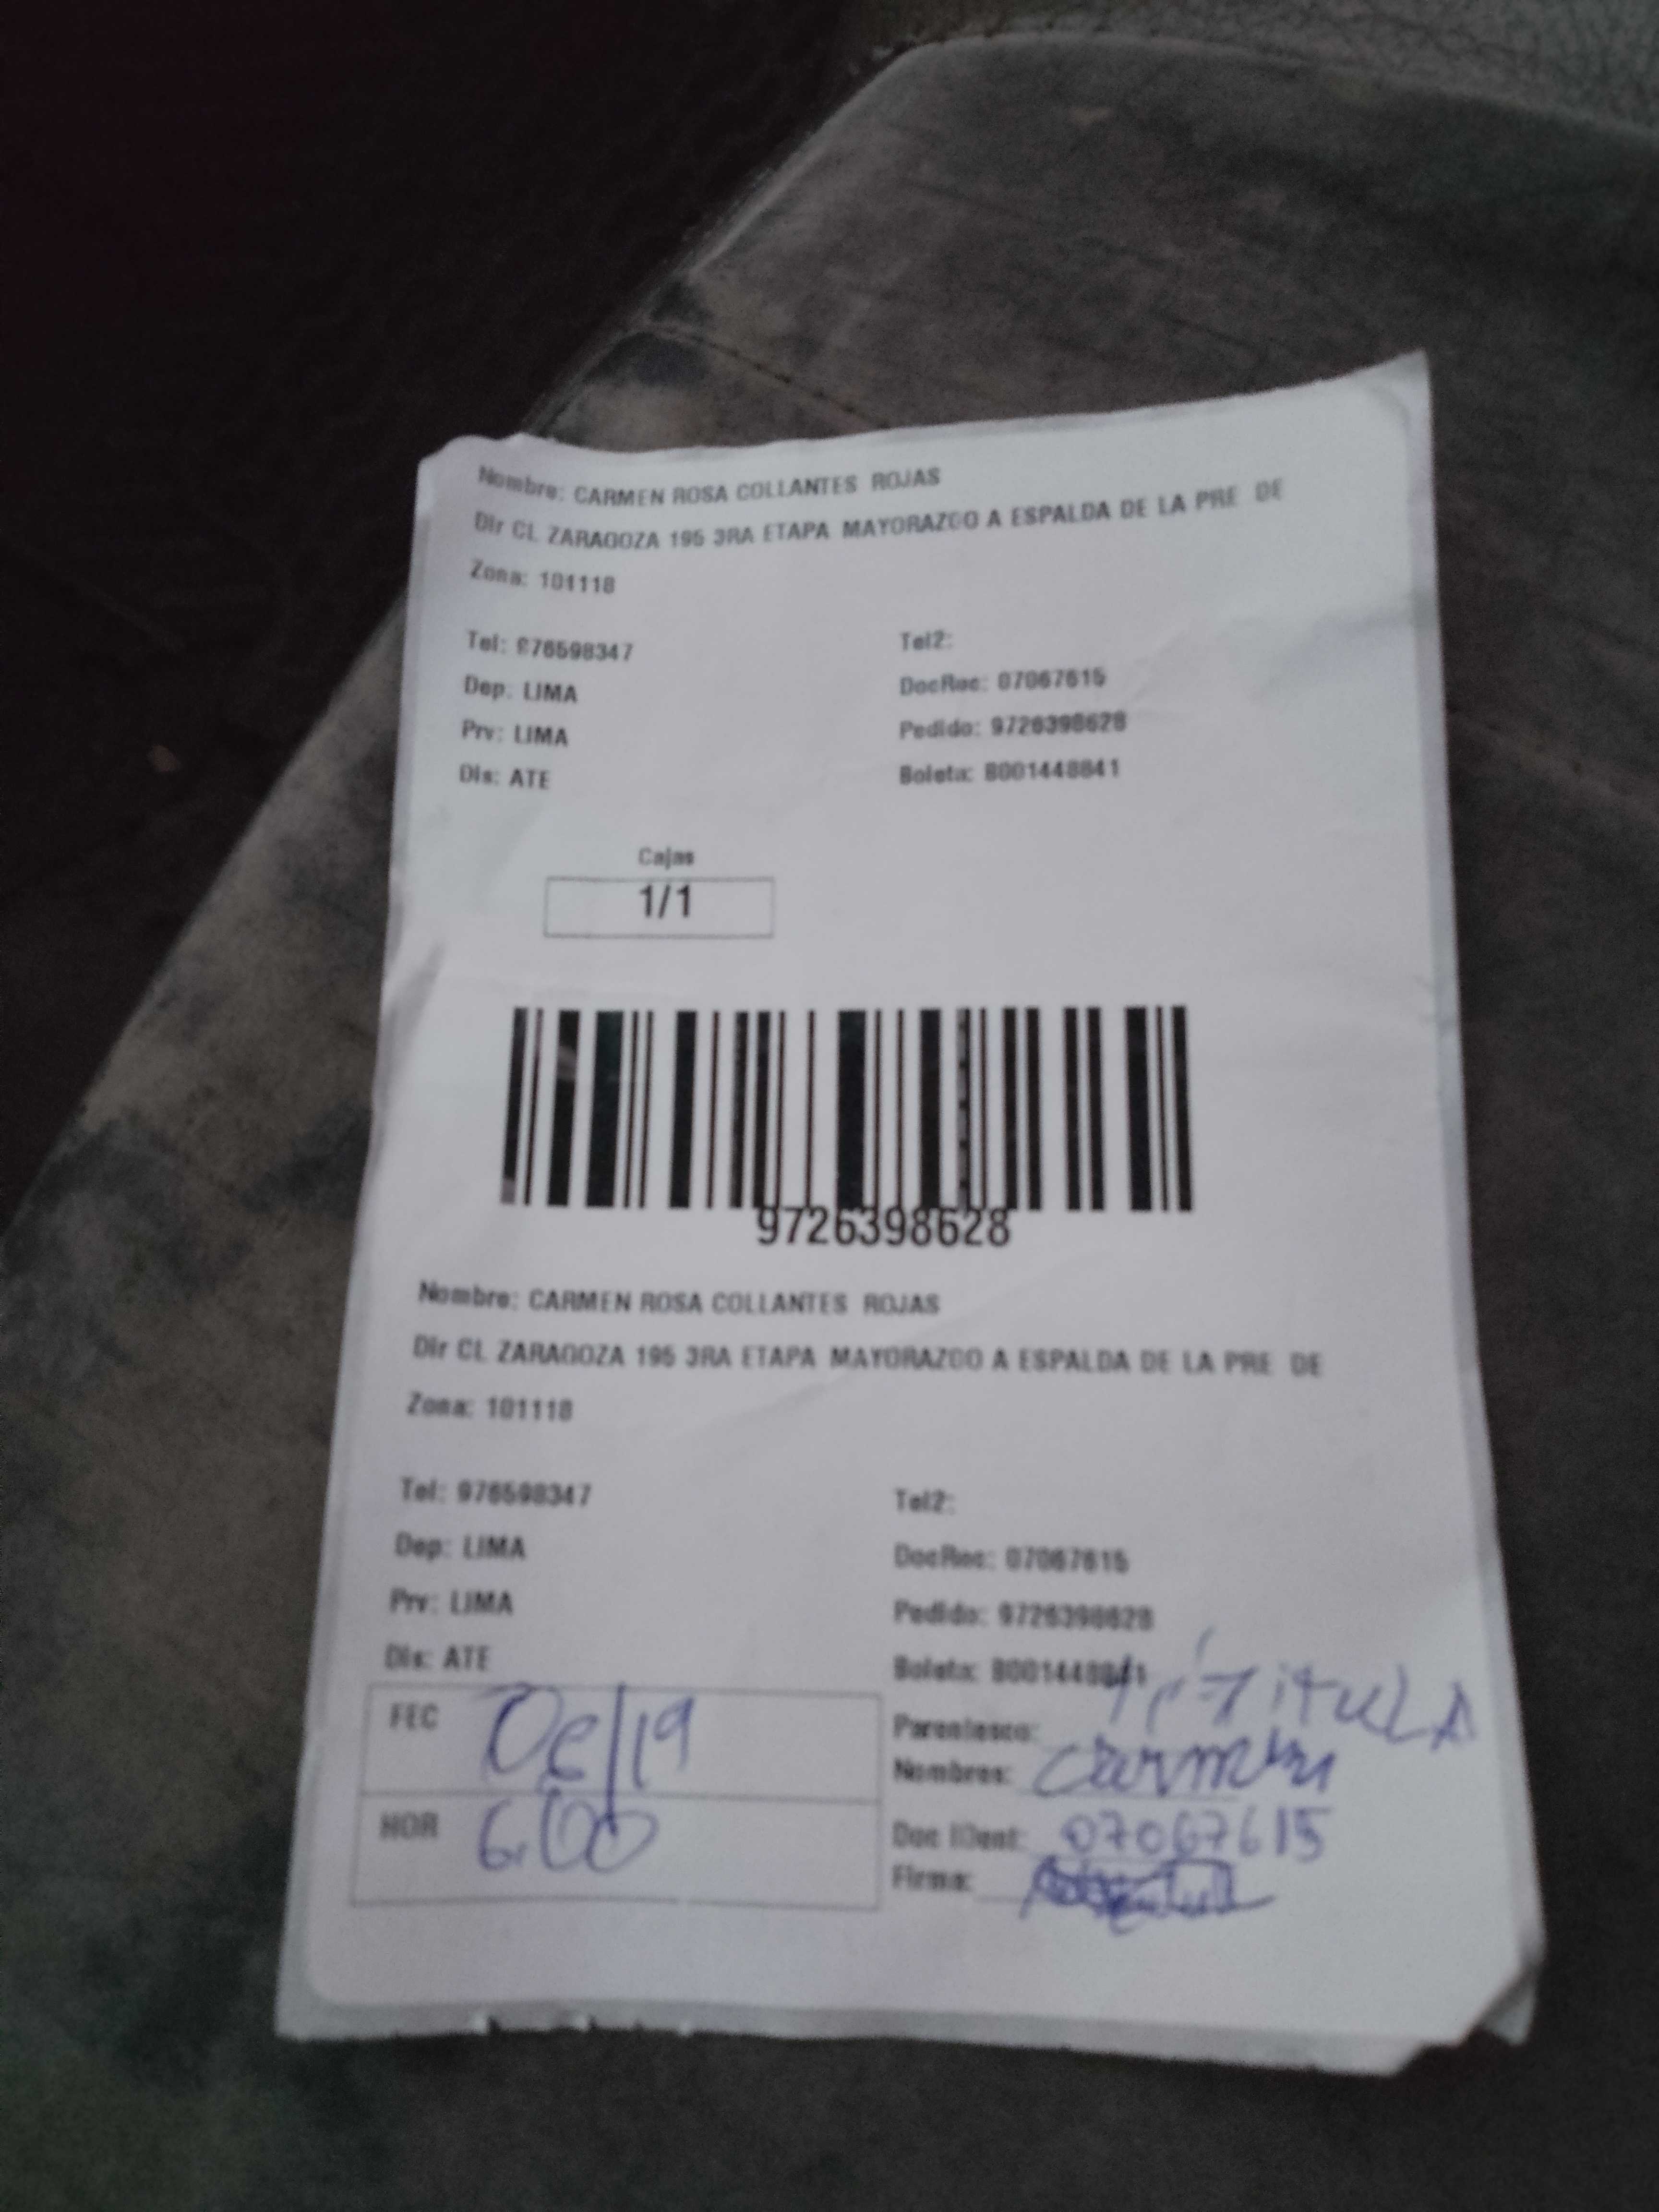 Nombre: CARMEN ROSA COLLANTES ROJAS
Dir CL ZARAGOZA 195 3RA ETAPA MAYORAZGO A ESPALDA DE LA PRE DE
Zona: 101118
Tel: 976598347 Tel2:
Dep: LIMA DocRec: 07067615
Prv: LIMA Pedido: 9726398628
Dis: ATE Boleta: B001448841
Cajas
1/1
9726398628
Nombre: CARMEN ROSA COLLANTES ROJAS
Dir CL ZARAGOZA 195 3RA ETAPA MAYORAZGO A ESPALDA DE LA PRE DE
Zona: 101118
Tel: 976598347 Tel2:
Dep: LIMA DocRec: 07067615
Prv: LIMA Pedido: 9726398628
Dis: ATE Boleta: B001448841
FEC Parentesco:
Nombres: Carmen
HOR 6:00 Doc IDent: 07067615
Firma: